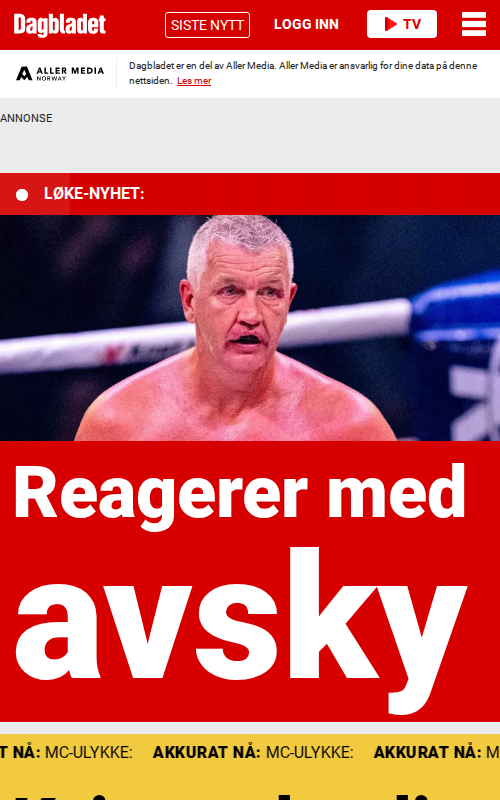 Dagbladet
SISTE NYTT
LOGG INN
TV
ALLER MEDIA
NORWAY
Dagbladet er en del av Aller Media. Aller Media er ansvarlig for dine data på denne
nettsiden. Les mer
ANNONSE
LØKE-NYHET:
Reagerer med
avsky
T NÅ: MC-ULYKKE: AKKURAT NÅ: MC-ULYKKE: AKKURAT NÅ: M